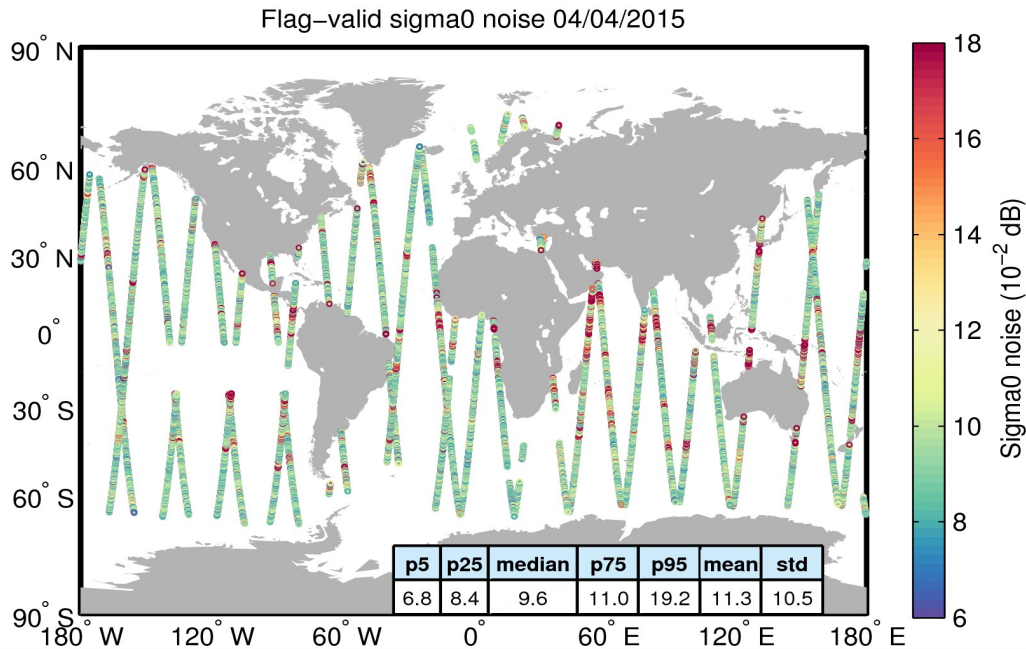 Flag-valid sigma0 noise 04/04/2015
90° N
60° N
30° N
0°
30° S
60° S
90° S
180° W
120° W
60° W
0°
60° E
120° E
180° E
p5 p25 median p75 p95 mean std
6.8 8.4 9.6 11.0 19.2 11.3 10.5
18
16
14
12
10
8
6
Sigma0 noise (10⁻² dB)